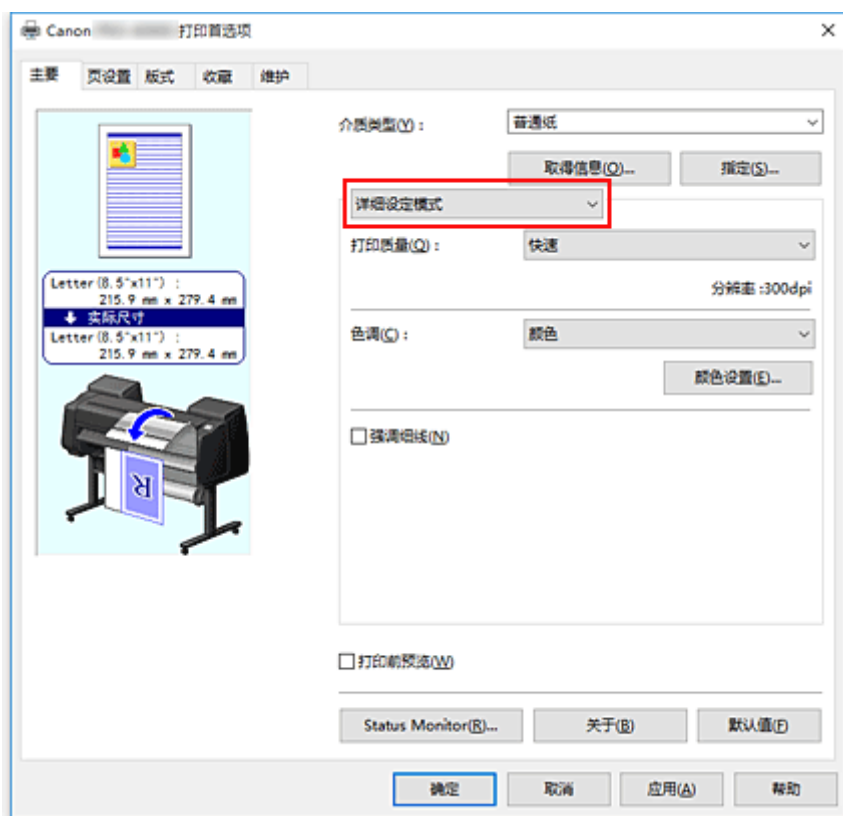 Canon 打印首选项
主要 页设置 版式 收藏 维护
介质类型(Y)： 普通纸
取得信息(O)... 指定(S)...
详细设定模式
打印质量(Q)： 快速
分辨率 :300dpi
色调(C)： 颜色
颜色设置(E)...
强调细线(N)
Letter(8.5"x11") :
215.9 mm x 279.4 mm
实际尺寸
Letter(8.5"x11") :
215.9 mm x 279.4 mm
R
打印前预览(W)
Status Monitor(R)... 关于(B) 默认值(F)
确定 取消 应用(A) 帮助